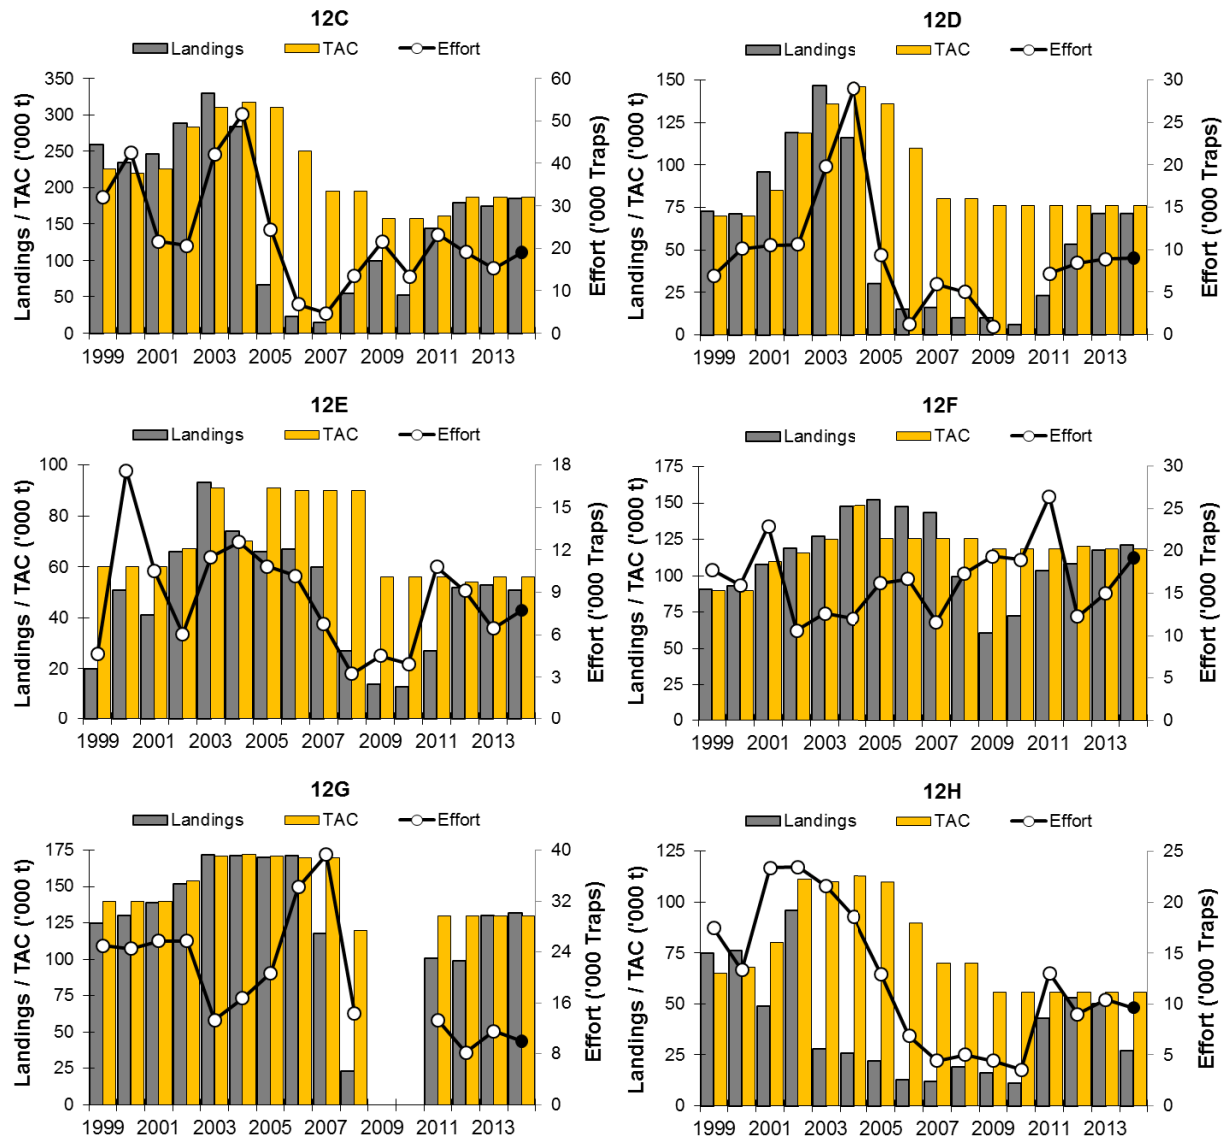 12C
Landings TAC Effort
Landings / TAC ('000 t)
350
300
250
200
150
100
50
0
60
50
40
30
20
10
0
Effort ('000 Traps)
1999 2001 2003 2005 2007 2009 2011 2013
12D
Landings TAC Effort
Landings / TAC ('000 t)
150
125
100
75
50
25
0
30
25
20
15
10
5
0
Effort ('000 Traps)
1999 2001 2003 2005 2007 2009 2011 2013
12E
Landings TAC Effort
Landings / TAC ('000 t)
100
80
60
40
20
0
18
15
12
9
6
3
0
Effort ('000 Traps)
1999 2001 2003 2005 2007 2009 2011 2013
12F
Landings TAC Effort
Landings / TAC ('000 t)
175
150
125
100
75
50
25
0
30
25
20
15
10
5
0
Effort ('000 Traps)
1999 2001 2003 2005 2007 2009 2011 2013
12G
Landings TAC Effort
Landings / TAC ('000 t)
175
150
125
100
75
50
25
0
40
32
24
16
8
0
Effort ('000 Traps)
1999 2001 2003 2005 2007 2009 2011 2013
12H
Landings TAC Effort
Landings / TAC ('000 t)
125
100
75
50
25
0
25
20
15
10
5
0
Effort ('000 Traps)
1999 2001 2003 2005 2007 2009 2011 2013